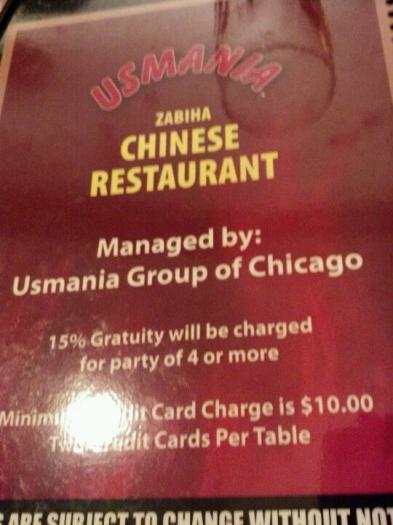 USMANIA
ZABIHA
CHINESE
RESTAURANT
Managed by:
Usmania Group of Chicago
15% Gratuity will be charged
for party of 4 or more
Card Charge is $10.00
Cards Per Table
ARE SUBJECT TO CHANGE WITHOUT